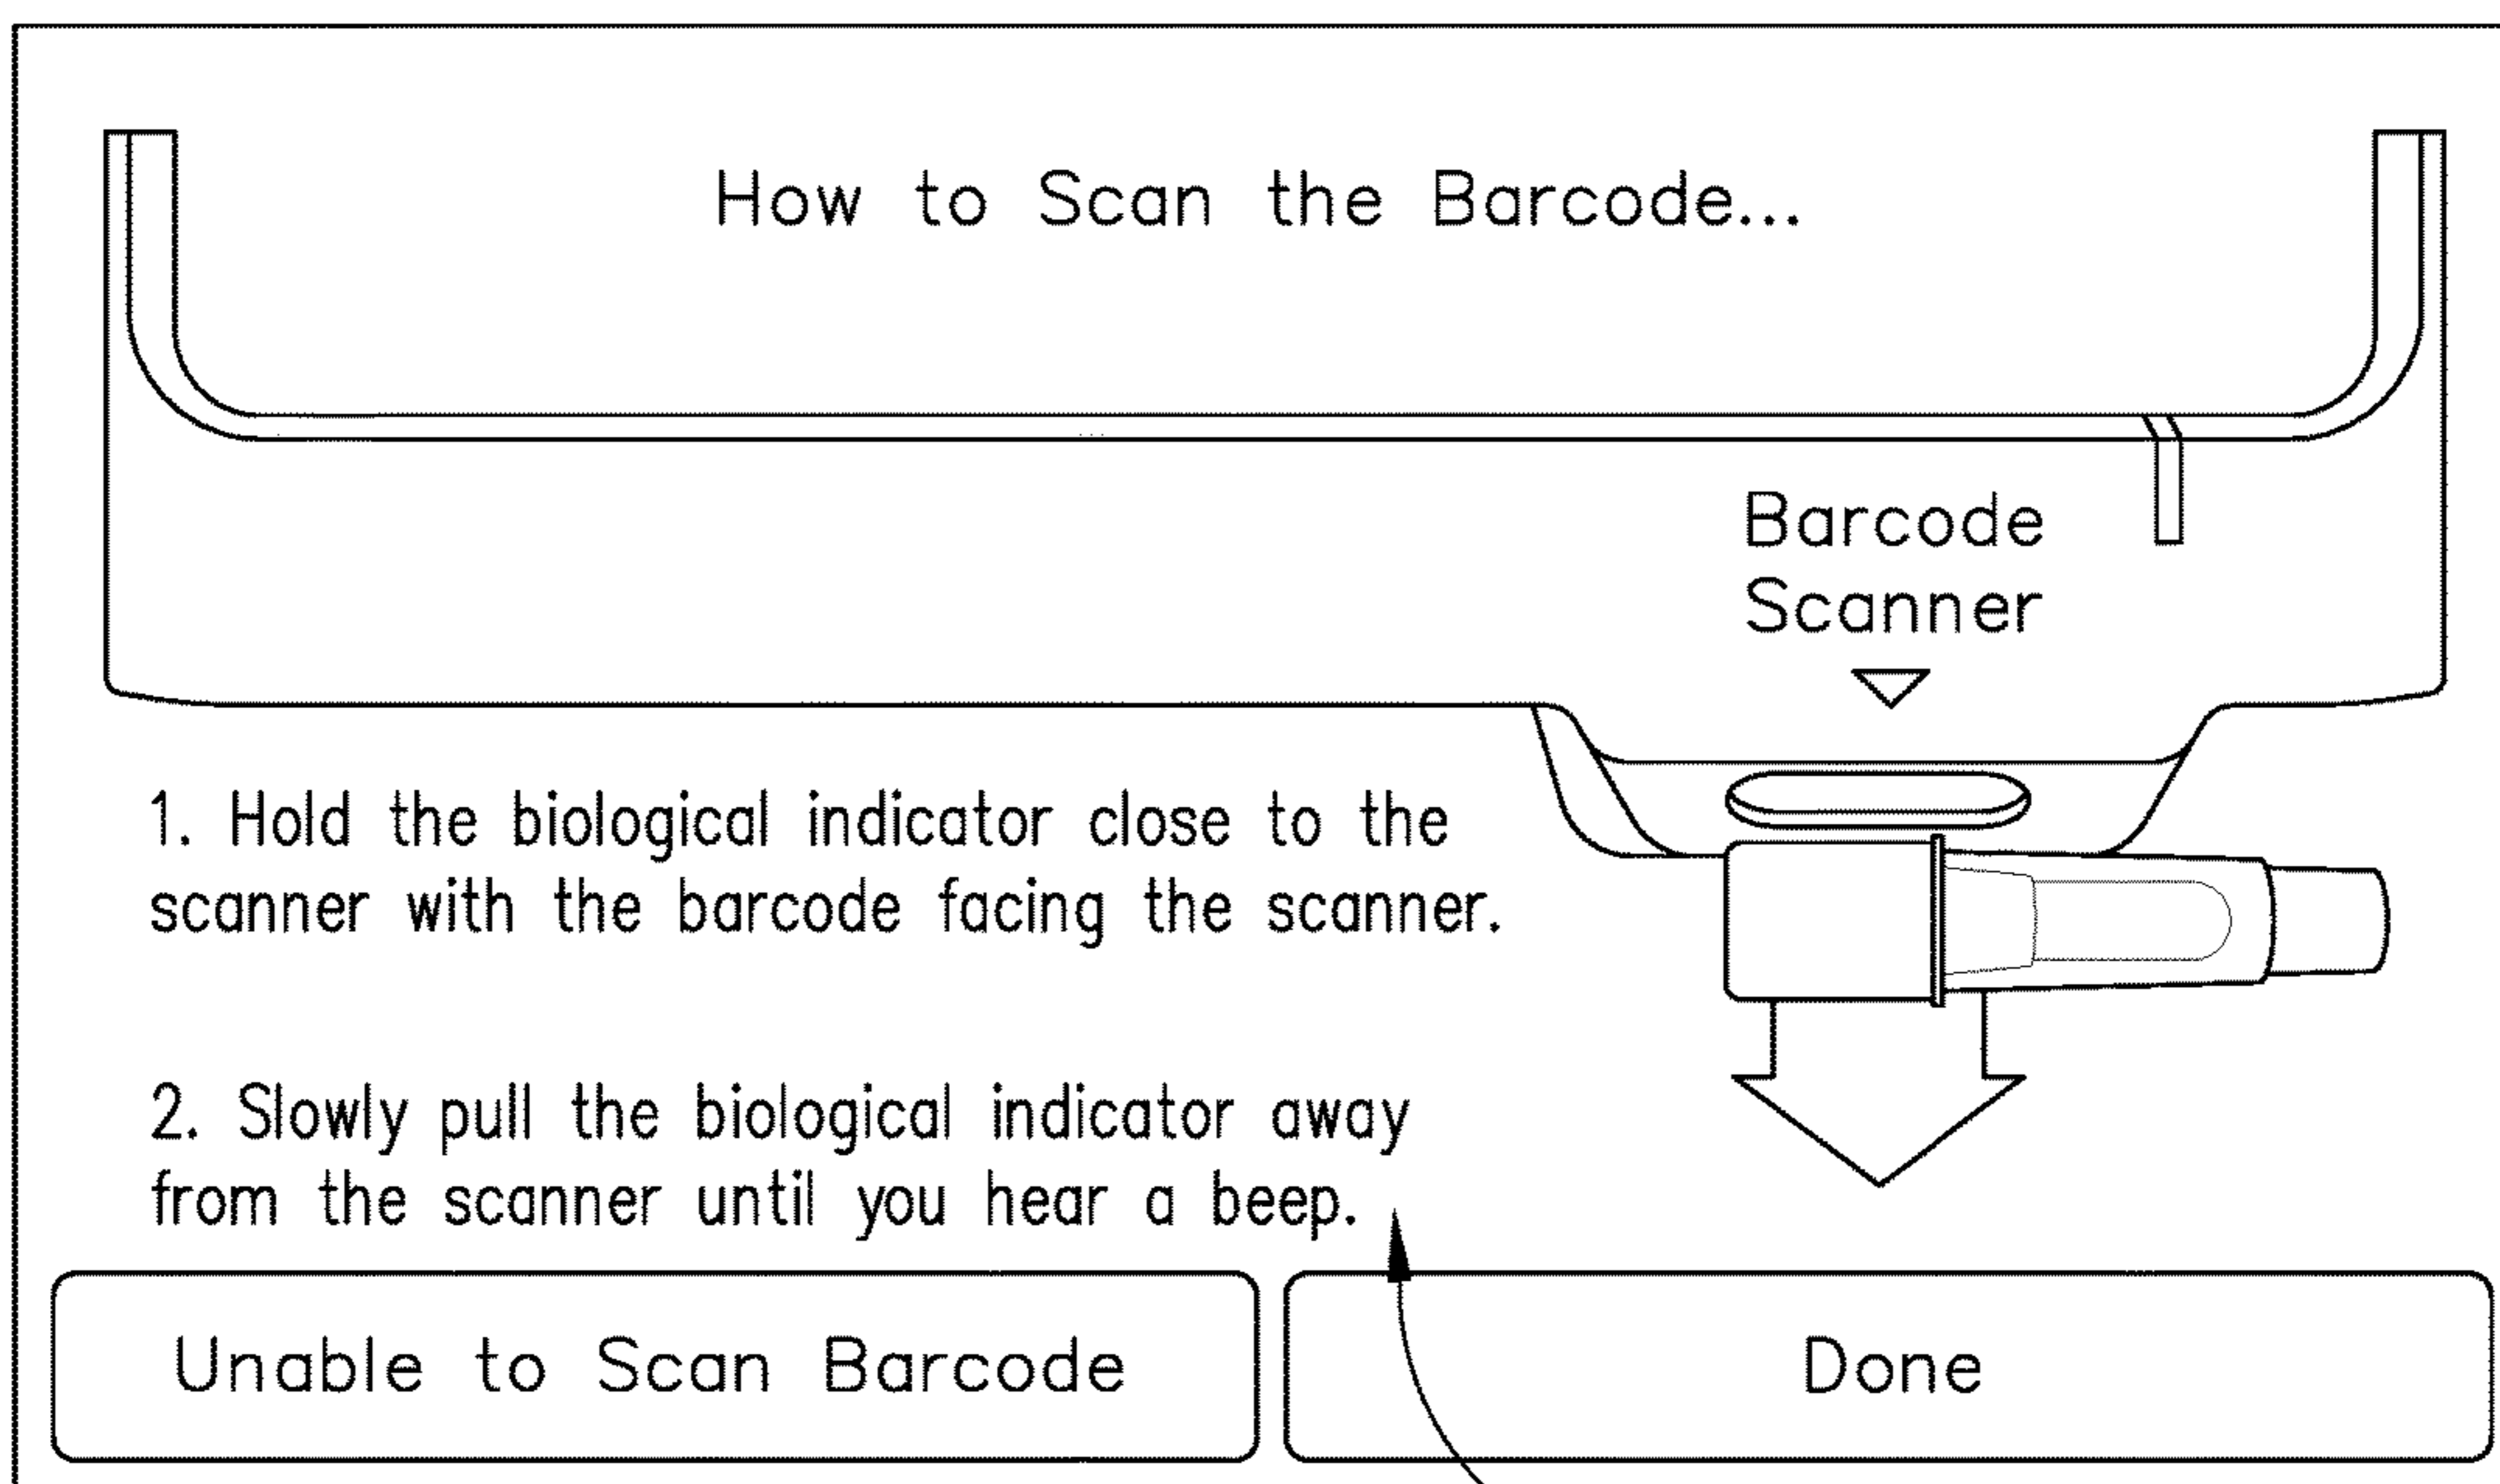 How to Scan the Barcode...
Barcode
Scanner
1. Hold the biological indicator close to the
scanner with the barcode facing the scanner.
2. Slowly pull the biological indicator away
from the scanner until you hear a beep.
Unable to Scan Barcode
Done